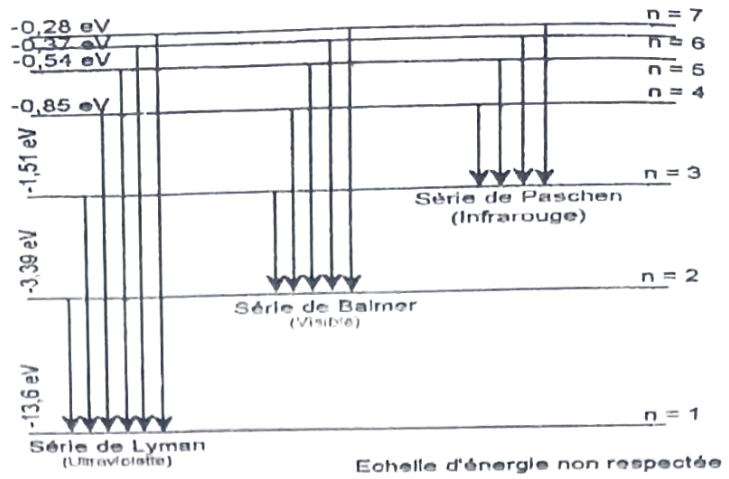 n = 7
-0,28 eV
-0,37 eV
n = 6
-0,54 eV
n = 5
n = 4
-0,85 eV
-1,51 eV
n = 3
Série de Paschen
(Infrarouge)
-3,39 eV
n = 2
Série de Balmer
(Visible)
-13,6 eV
n = 1
Série de Lyman
(Ultraviolette)
Echelle d'énergie non respectée